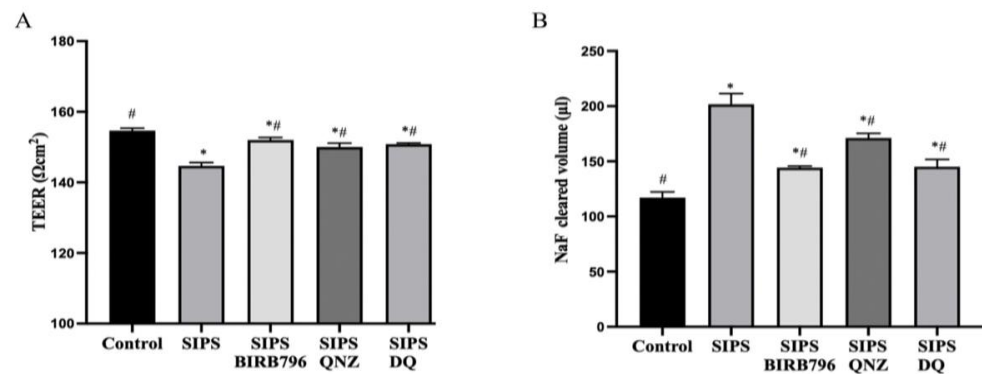 A
TEER (Ωcm²)
180
160
140
120
100
#
*
*#
*#
*#
Control
SIPS
SIPS
BIRB796
SIPS
QNZ
SIPS
DQ
B
NaF cleared volume (µl)
250
200
150
100
50
0
#
*
*#
*#
*#
Control
SIPS
SIPS
BIRB796
SIPS
QNZ
SIPS
DQ